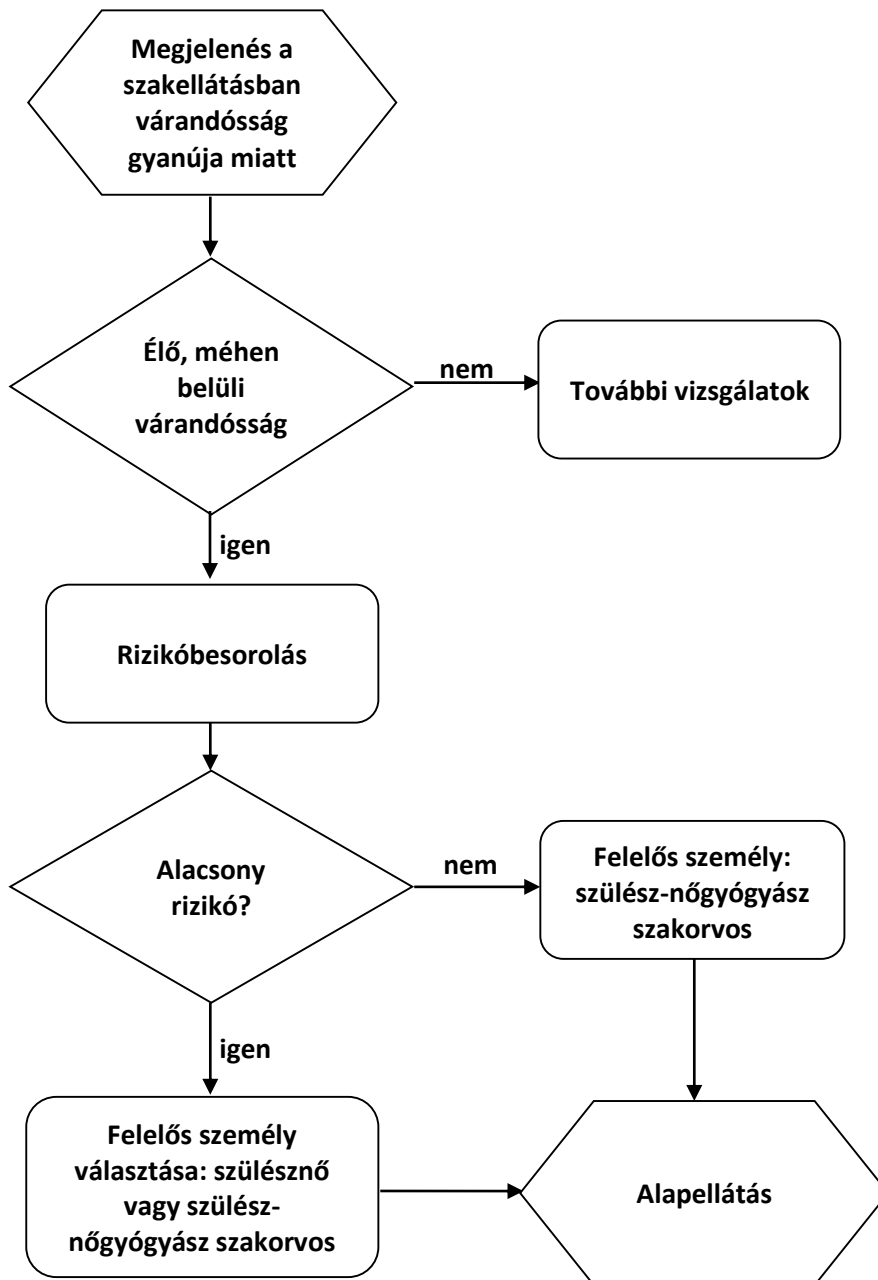 Megjelenés a
szakellátásban
várandósság
gyanúja miatt
Élő, méhen
belüli
várandósság
nem
További vizsgálatok
igen
Rizikóbesorolás
Alacsony
rizikó?
nem
Felelős személy:
szülész-nőgyógyász
szakorvos
igen
Felelős személy
választása: szülésznő
vagy szülész-
nőgyógyász szakorvos
Alapellátás